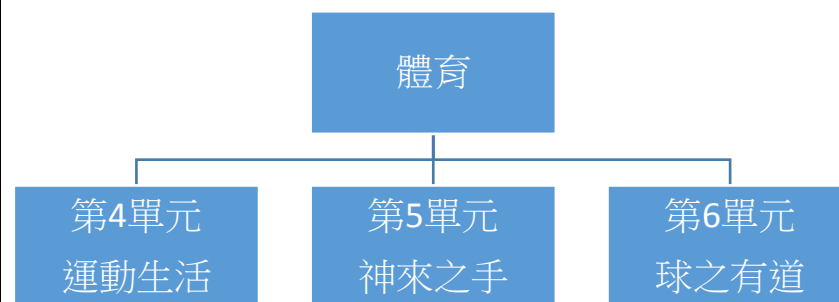 體育
第4單元
運動生活
第5單元
神來之手
第6單元
球之有道